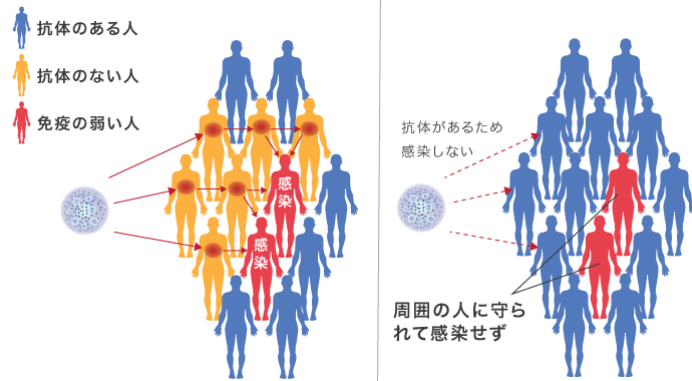 抗体のある人
抗体のない人
免疫の弱い人
感
染
感
染
抗体があるため
感染しない
周囲の人に守ら
れて感染せず